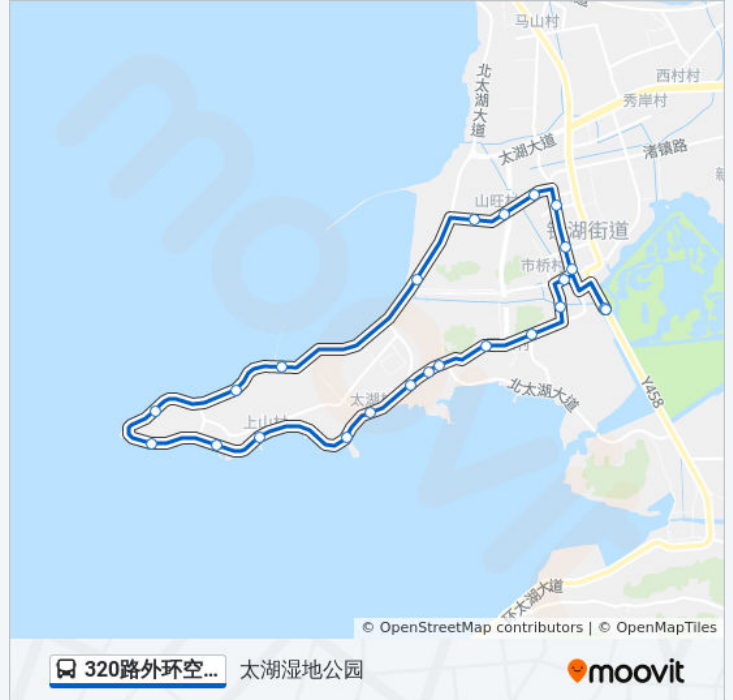 马山村
西村村
秀岸村
北太湖大道
太湖大道
渚镇路
山旺村
湖街道
市桥村
北太湖大道
Y458
太湖
上山村
环太湖大道
© OpenStreetMap contributors | © OpenMapTiles
320路外环空... 太湖湿地公园
moovit